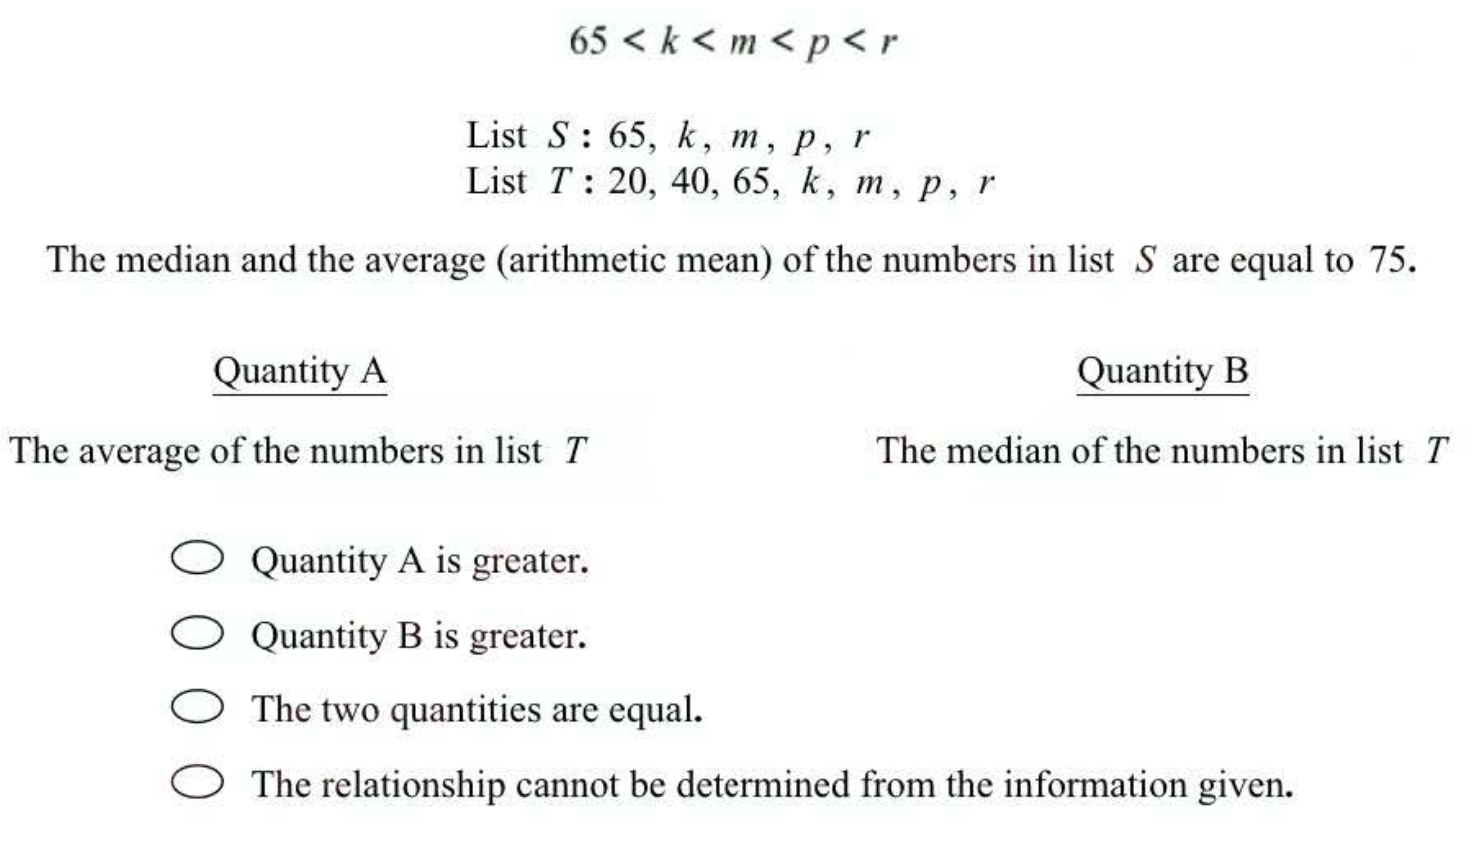 65 < k < m < p < r
List S : 65, k, m, p, r
List T : 20, 40, 65, k, m, p, r
The median and the average (arithmetic mean) of the numbers in list S are equal to 75.
Quantity A
Quantity B
The average of the numbers in list T
The median of the numbers in list T
Quantity A is greater.
Quantity B is greater.
The two quantities are equal.
The relationship cannot be determined from the information given.